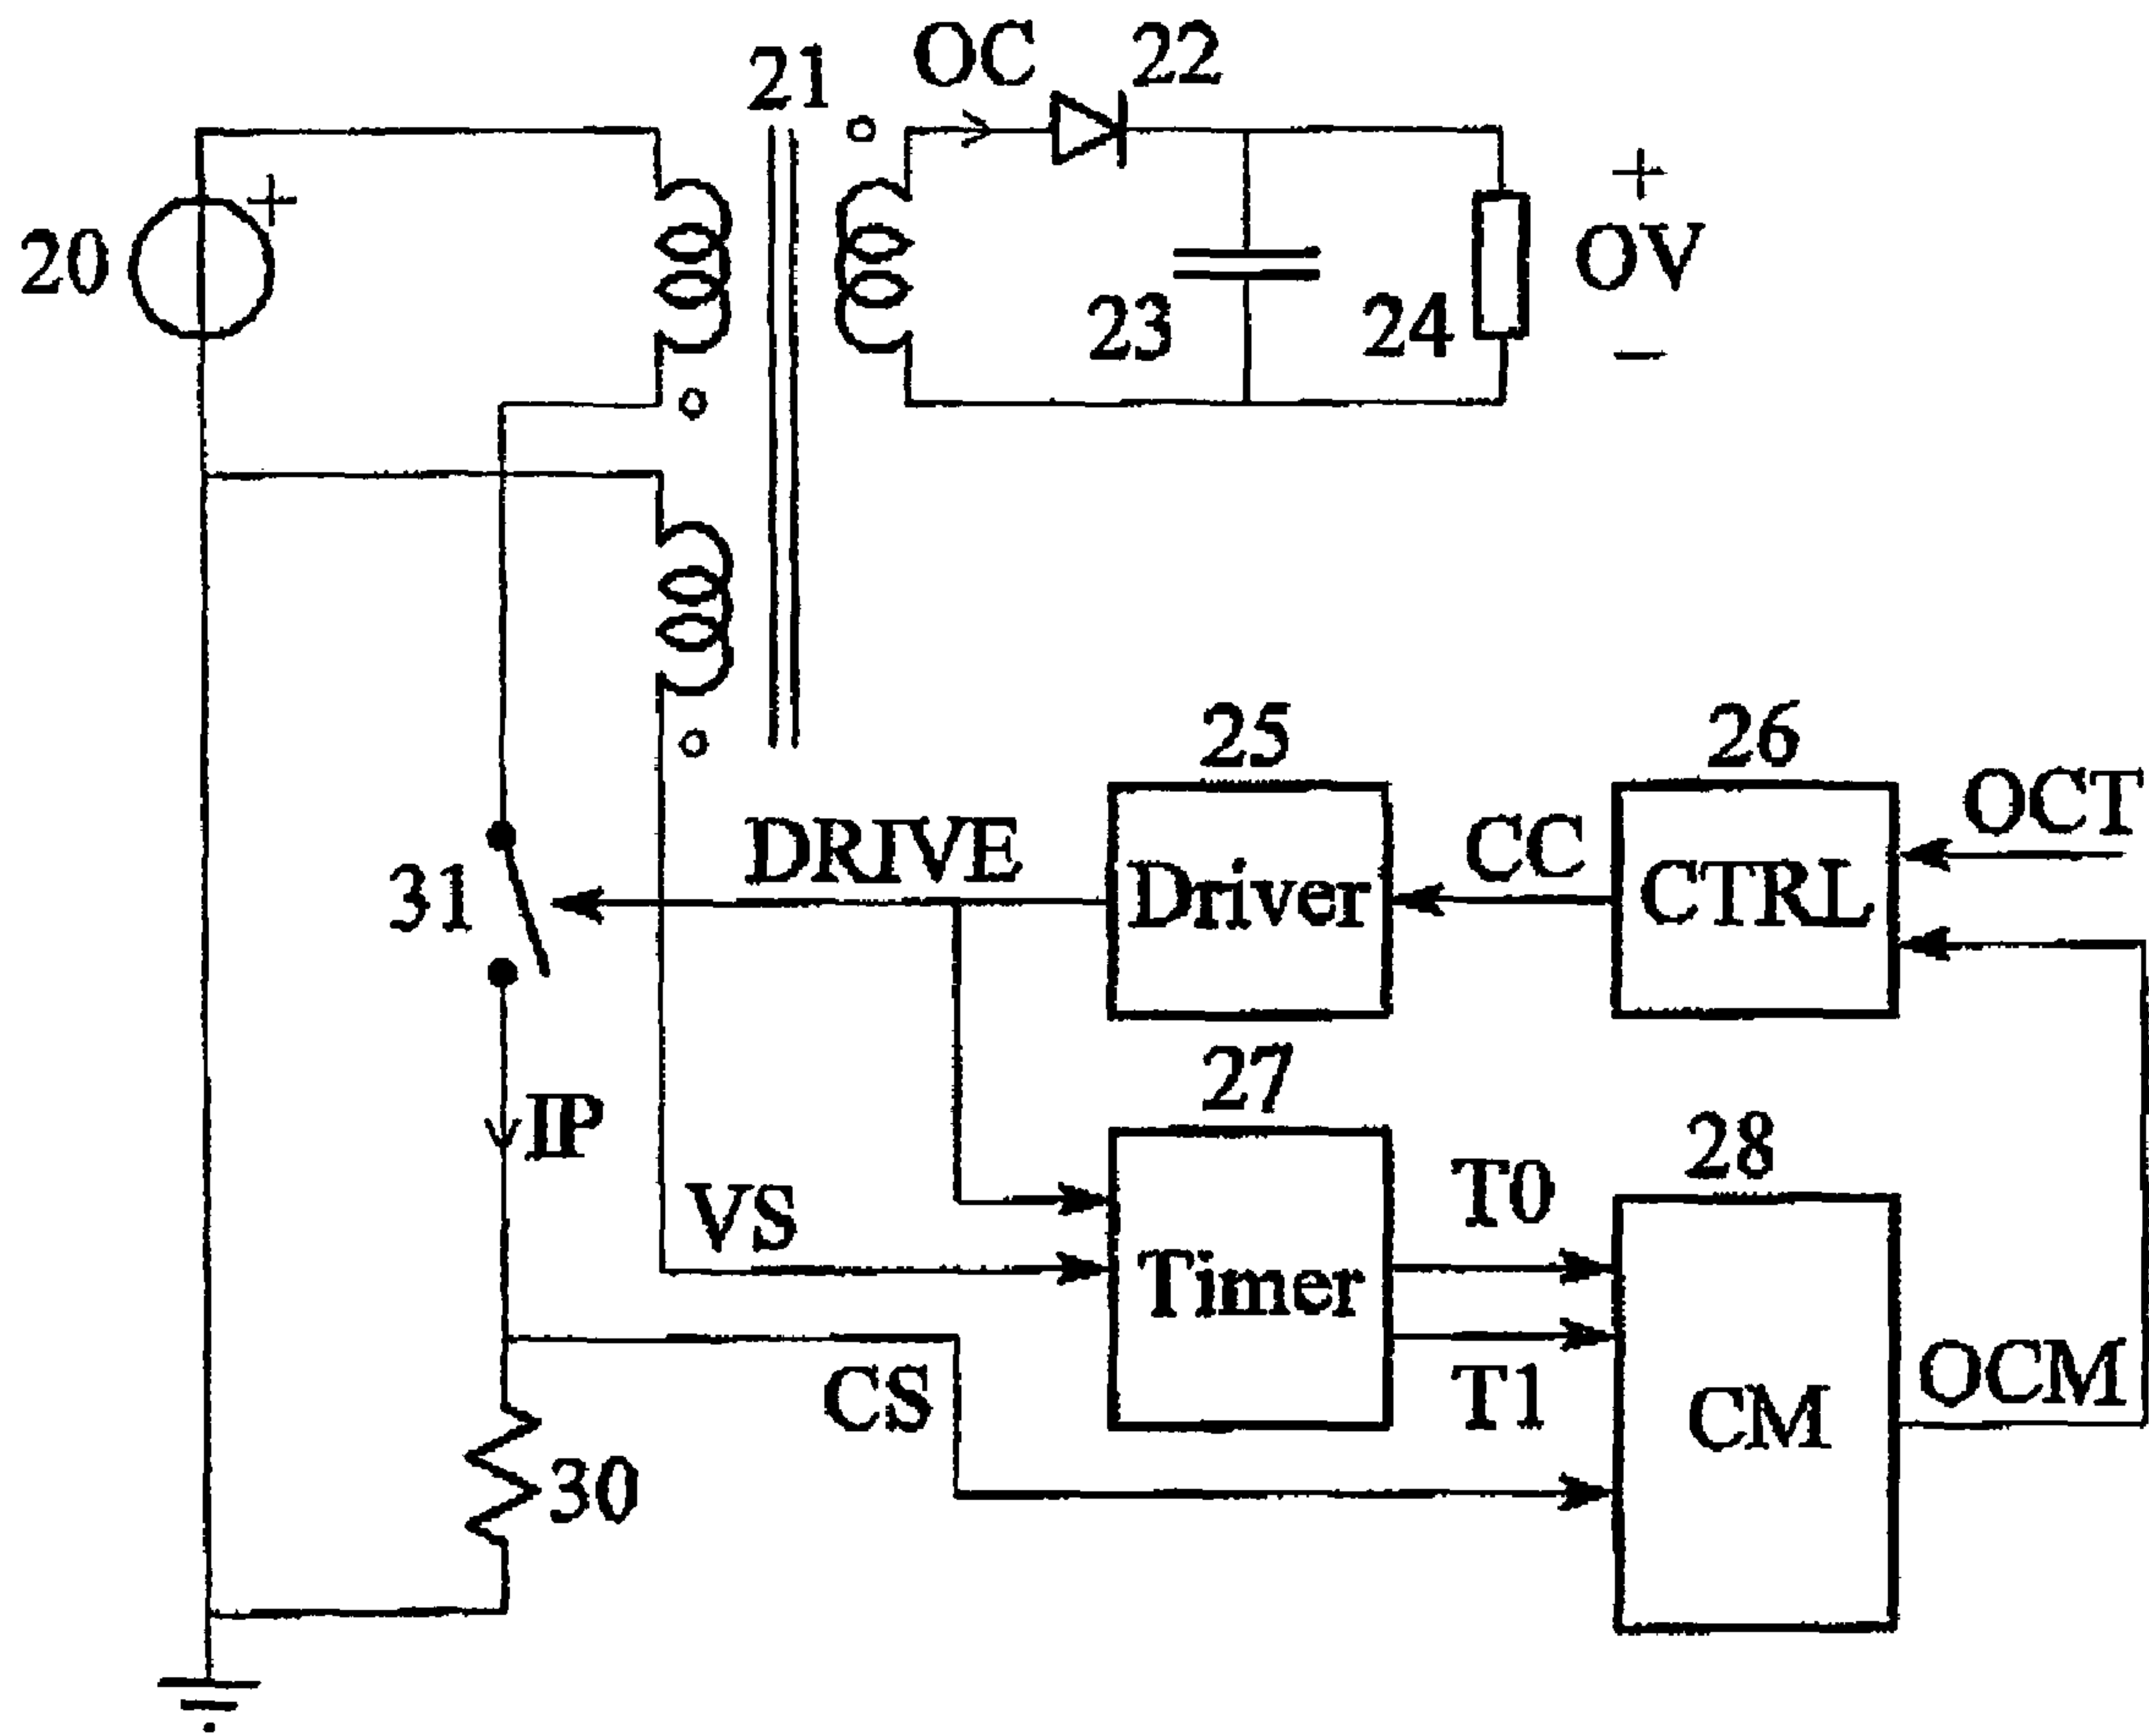 21
OC
22
+
20
+
OV
−
23
24
25
26
OCT
DRIVE
CC
31
Driver
CTRL
27
IP
28
T0
VS
Timer
T1
OCM
CS
CM
30